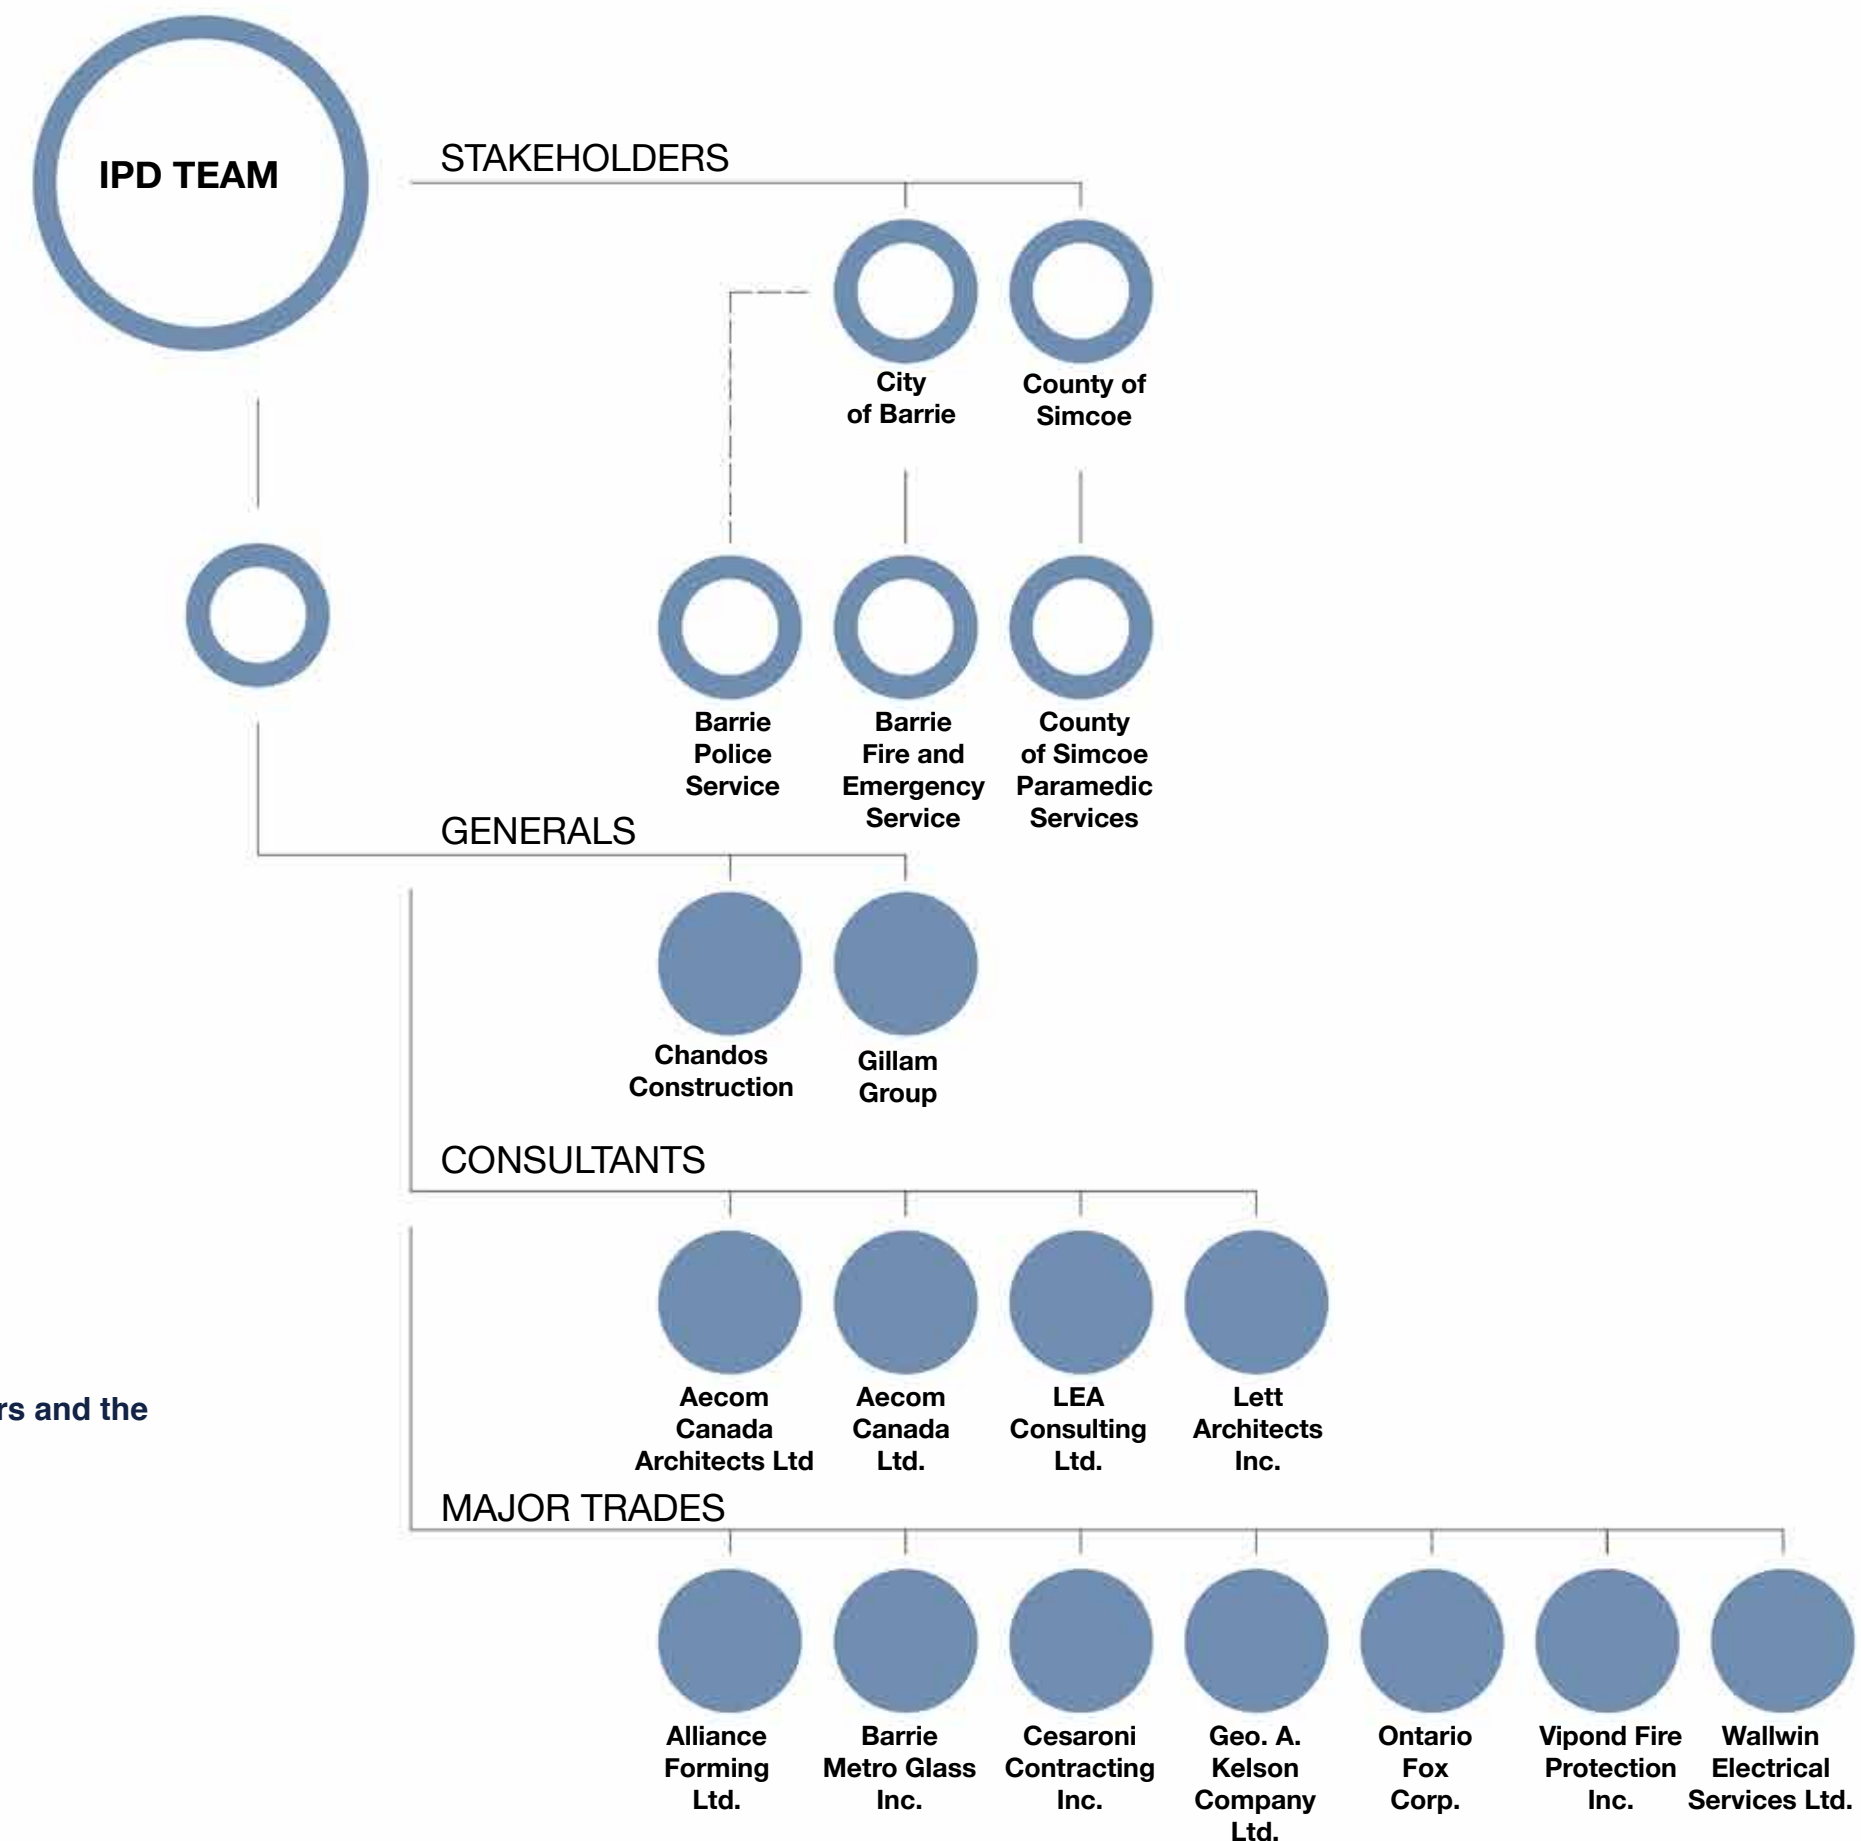 IPD TEAM
STAKEHOLDERS
City
of Barrie
County of
Simcoe
Barrie
Police
Service
Barrie
Fire and
Emergency
Service
County
of Simcoe
Paramedic
Services
GENERALS
Chandos
Construction
Gillam
Group
CONSULTANTS
Aecom
Canada
Architects Ltd
Aecom
Canada
Ltd.
LEA
Consulting
Ltd.
Lett
Architects
Inc.
and the
MAJOR TRADES
Alliance
Forming
Ltd.
Barrie
Metro Glass
Inc.
Cesaroni
Contracting
Inc.
Geo. A.
Kelson
Company
Ltd.
Ontario
Fox
Corp.
Vipond Fire
Protection
Inc.
Wallwin
Electrical
Services Ltd.